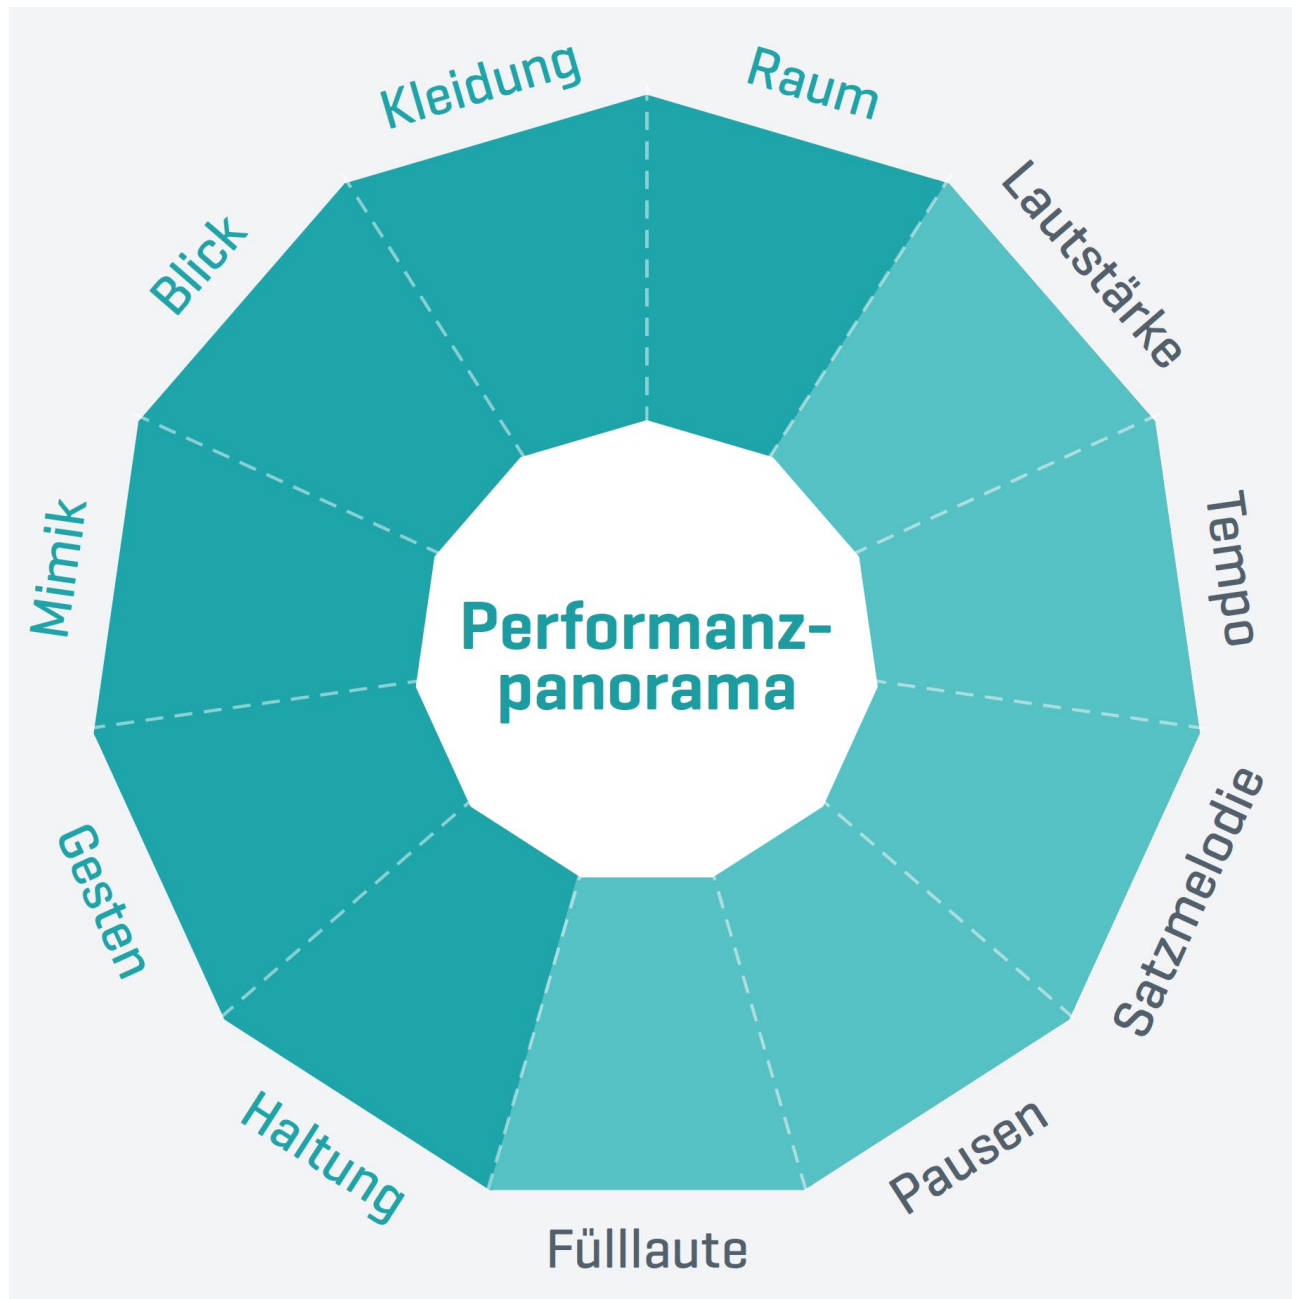 Kleidung
Raum
Lautstärke
Tempo
Satzmelodie
Pausen
Fülllaute
Haltung
Gesten
Mimik
Blick
Performanz-
panorama